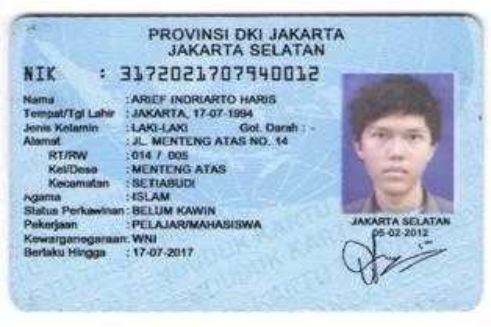 PROVINSI DKI JAKARTA
JAKARTA SELATAN
NIK : 3172021707940012
Nama : ARIEF INDRIARTO HARIS
Tempat/Tgl Lahir : JAKARTA, 17-07-1994
Jenis Kelamin : LAKI-LAKI Gol. Darah : -
Alamat : JL. MENTENG ATAS NO. 14
RT/RW : 014 / 005
Kel/Desa : MENTENG ATAS
Kecamatan : SETIABUDI
Agama : ISLAM
Status Perkawinan : BELUM KAWIN
Pekerjaan : PELAJAR/MAHASISWA
Kewarganegaraan: WNI
Berlaku Hingga : 17-07-2017
JAKARTA SELATAN
05-02-2012